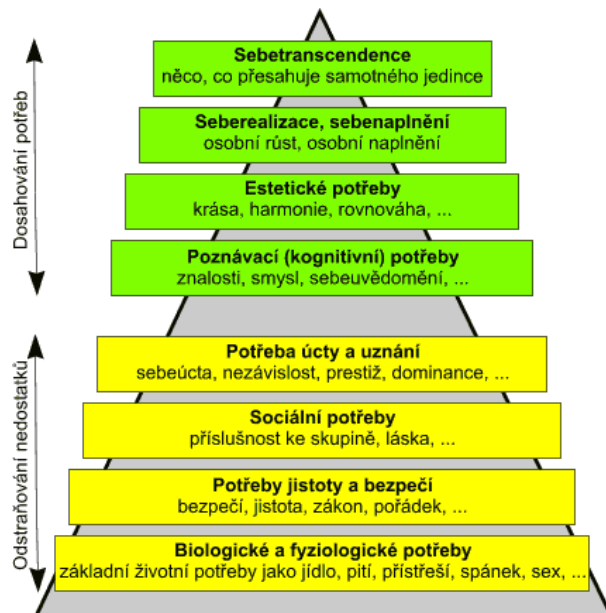 Sebetranscendence
něco, co přesahuje samotného jedince
Seberealizace, sebenaplnění
osobní růst, osobní naplnění
Estetické potřeby
krása, harmonie, rovnováha, ...
Poznávací (kognitivní) potřeby
znalosti, smysl, sebeuvědomění, ...
Dosahování potřeb
Potřeba úcty a uznání
sebeúcta, nezávislost, prestiž, dominance, ...
Sociální potřeby
příslušnost ke skupině, láska, ...
Potřeby jistoty a bezpečí
bezpečí, jistota, zákon, pořádek, ...
Biologické a fyziologické potřeby
základní životní potřeby jako jídlo, pití, přístřeší, spánek, sex, ...
Odstraňování nedostatků